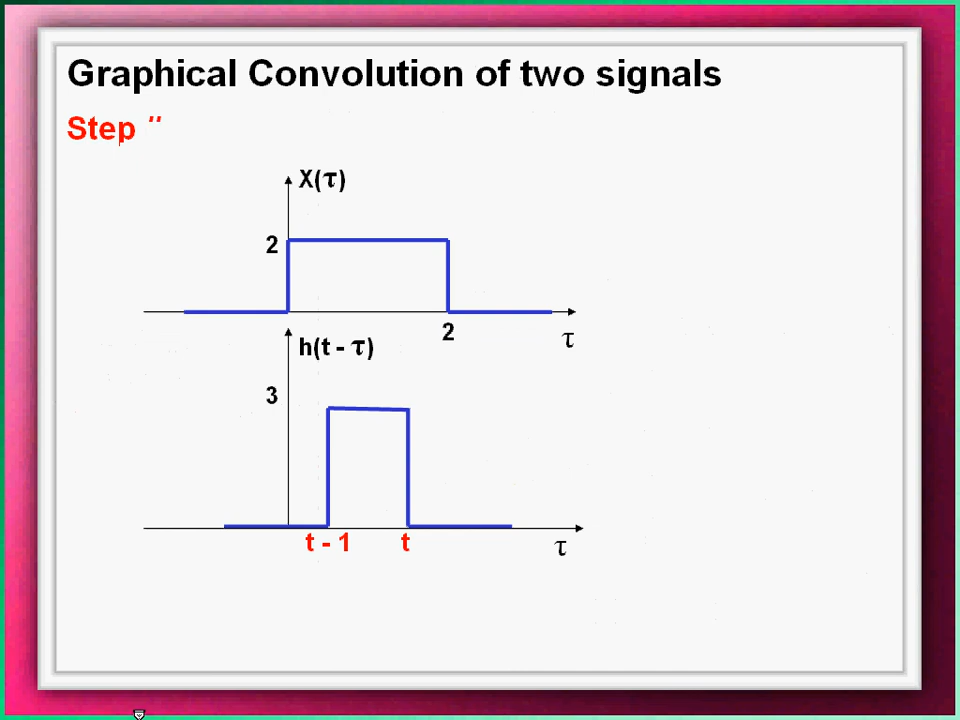 Graphical Convolution of two signals
Step "
X(τ)
2
2
τ
h(t - τ)
3
t - 1
t
τ